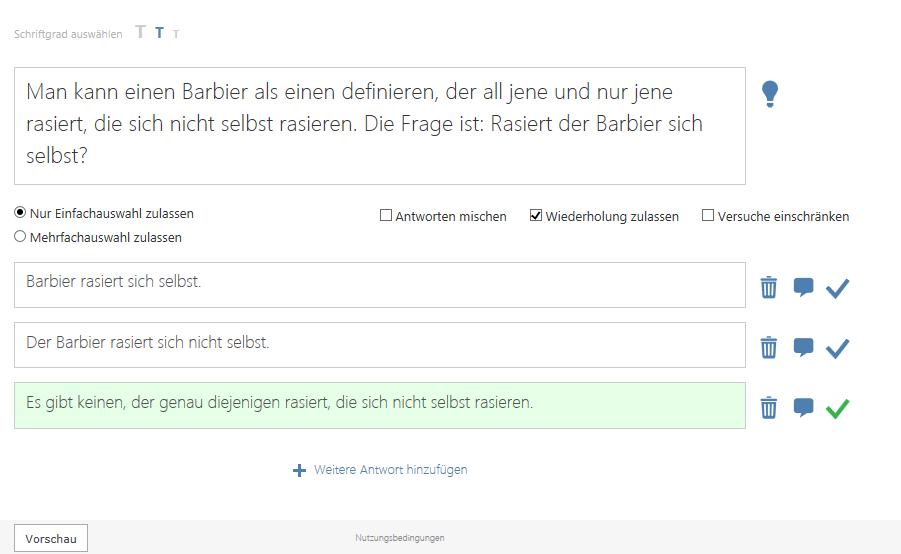 Schriftgrad auswählen T T T
Man kann einen Barbier als einen definieren, der all jene und nur jene
rasiert, die sich nicht selbst rasieren. Die Frage ist: Rasiert der Barbier sich
selbst?
Nur Einfachauswahl zulassen
Mehrfachauswahl zulassen
Antworten mischen
Wiederholung zulassen
Versuche einschränken
Barbier rasiert sich selbst.
Der Barbier rasiert sich nicht selbst.
Es gibt keinen, der genau diejenigen rasiert, die sich nicht selbst rasieren.
Weitere Antwort hinzufügen
Vorschau
Nutzungsbedingungen